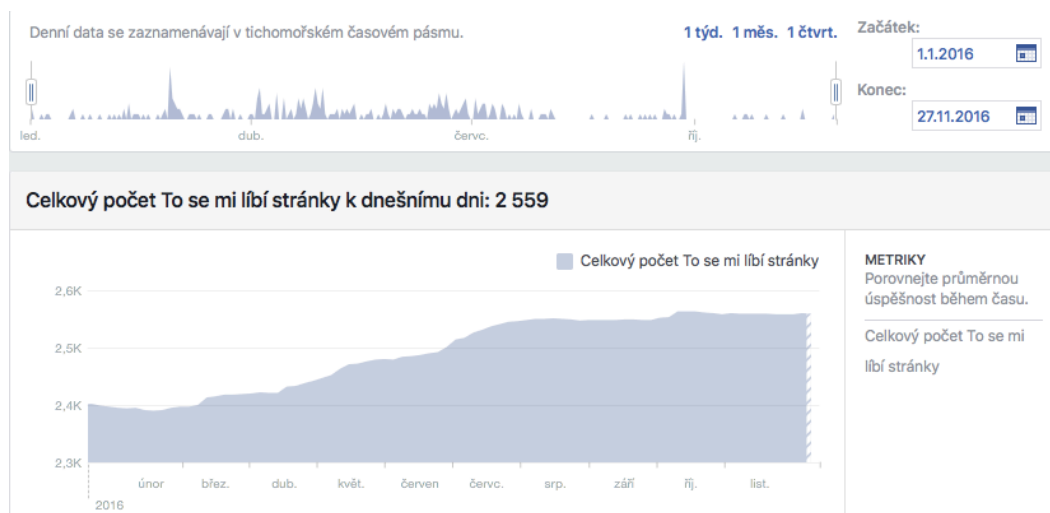 Denní data se zaznamenávají v tichomořském časovém pásmu.
1 týd. 1 měs. 1 čtvrt.
Začátek:
1.1.2016
Konec:
27.11.2016
led. dub. červc. říj.
Celkový počet To se mi líbí stránky k dnešnímu dni: 2 559
Celkový počet To se mi líbí stránky
2,6K
2,5K
2,4K
2,3K
únor břez. dub. květ. červen červc. srp. září říj. list.
2016
METRIKY
Porovnejte průměrnou
úspěšnost během času.
Celkový počet To se mi
líbí stránky